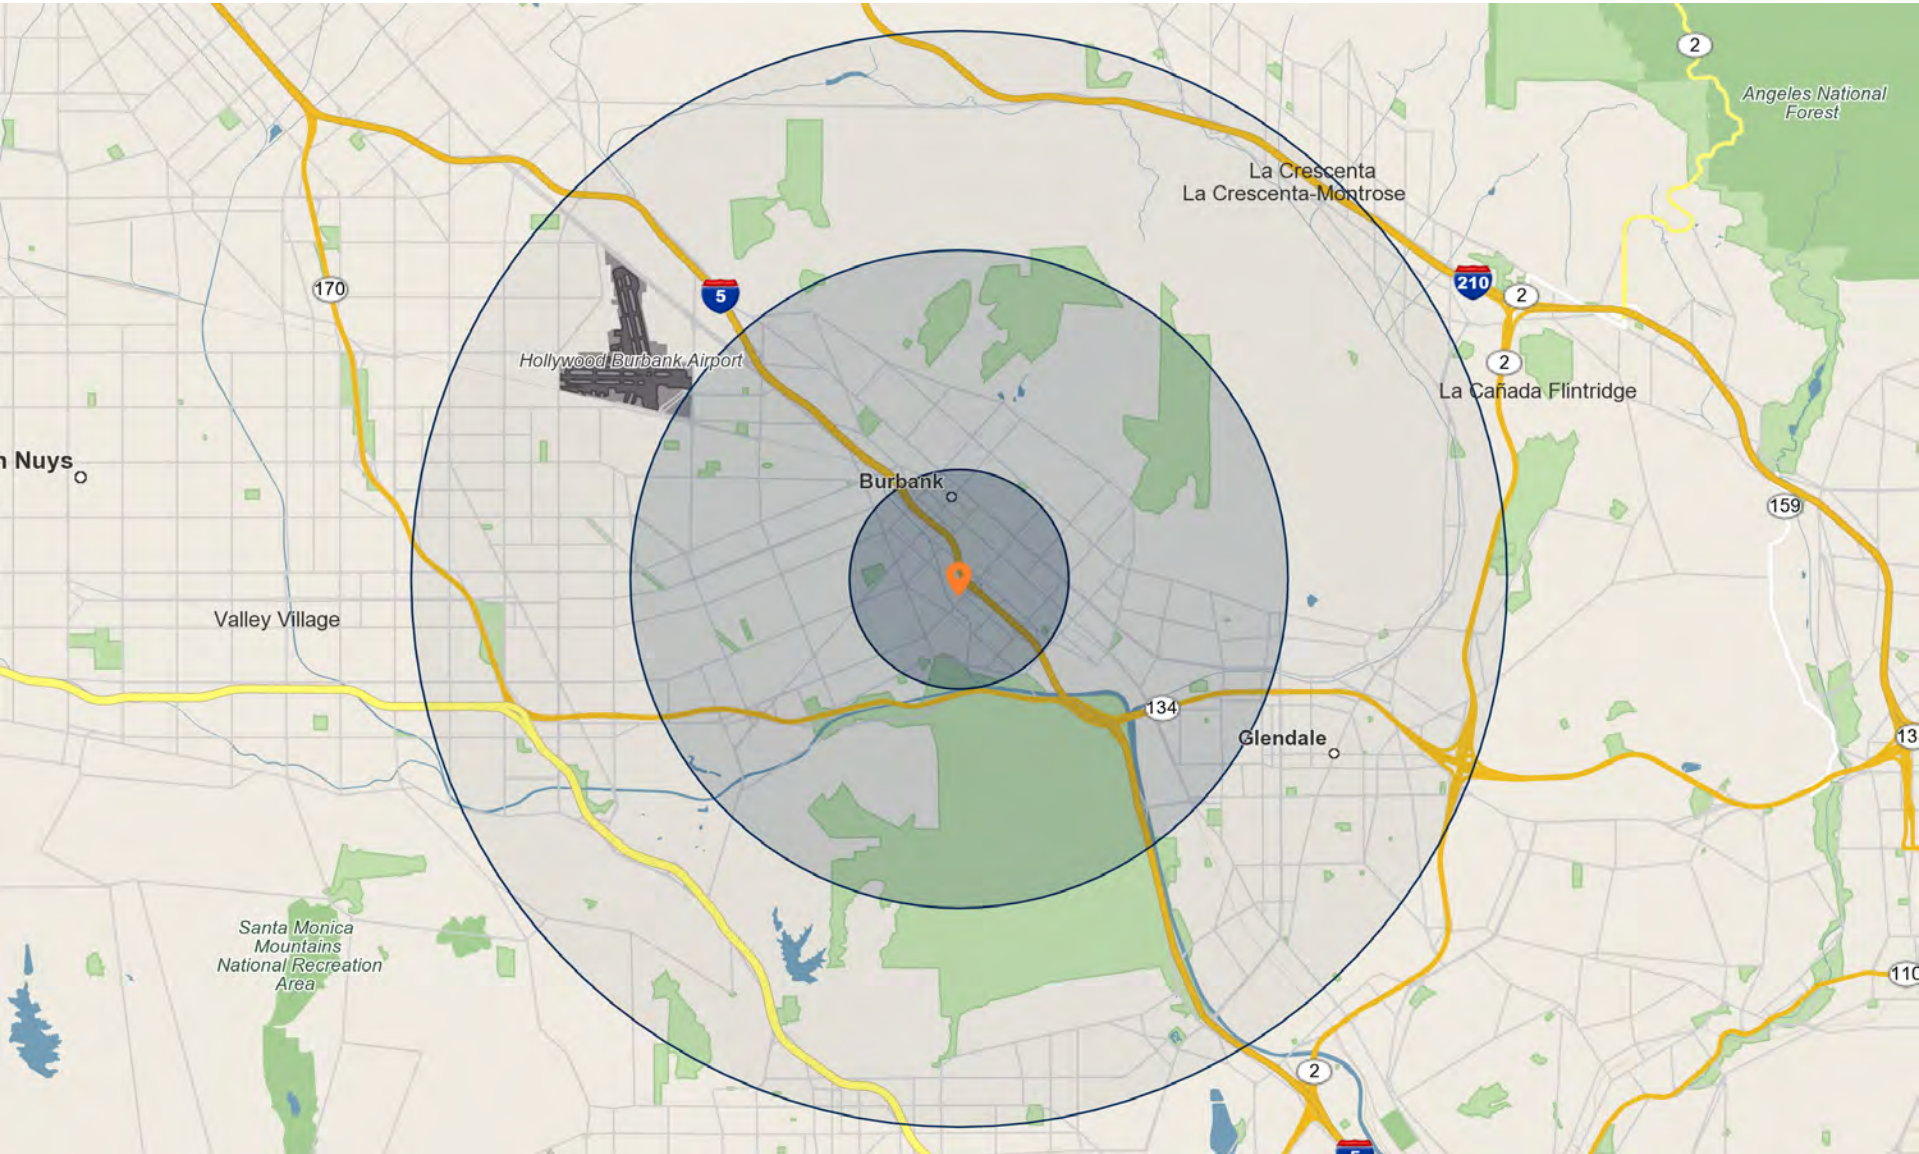 2
Angeles National
Forest
La Crescenta
La Crescenta-Montrose
170
5
210
2
Hollywood Burbank Airport
2
La Cañada Flintridge
n Nuys
Burbank
159
Valley Village
134
Glendale
13
Santa Monica
Mountains
National Recreation
Area
110
2
5